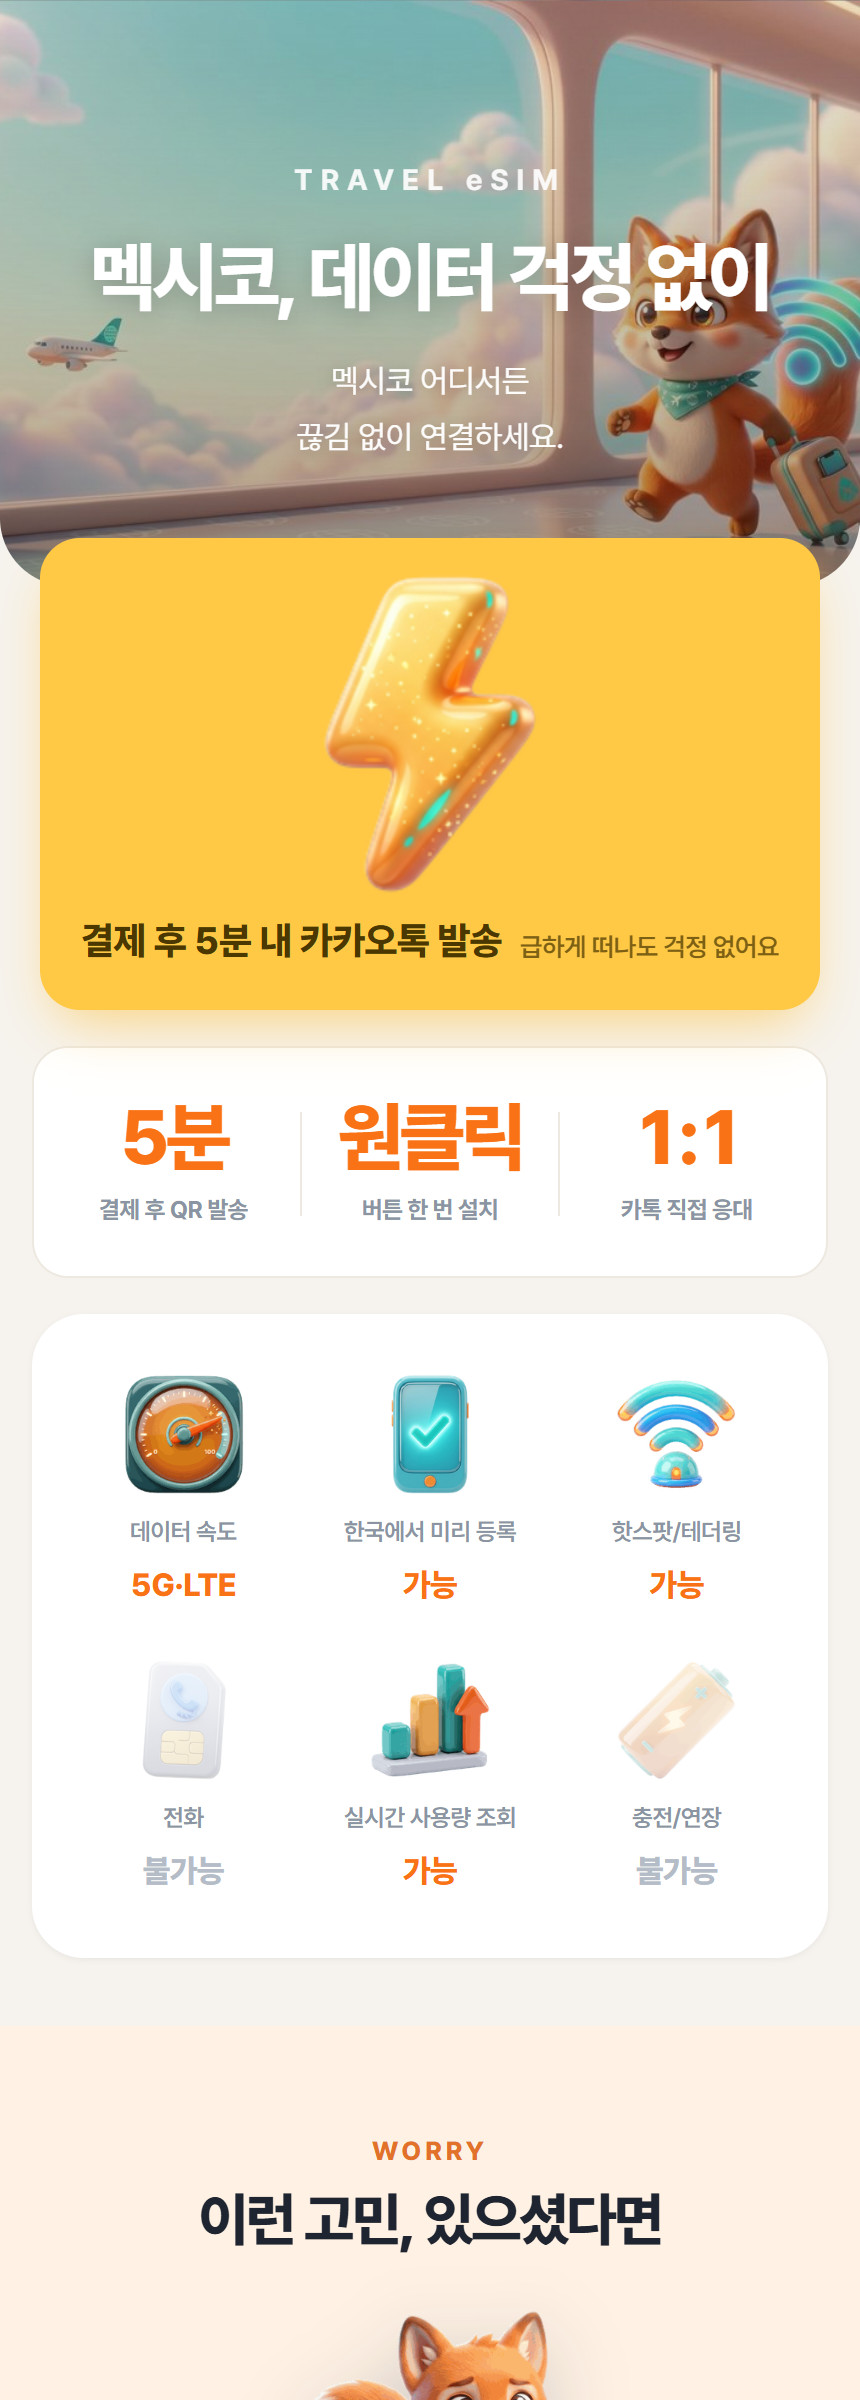 TRAVEL eSIM
멕시코, 데이터 걱정 없이
멕시코 어디서든
끊김 없이 연결하세요.
결제 후 5분 내 카카오톡 발송 급하게 떠나도 걱정 없어요
5분
결제 후 QR 발송
원클릭
버튼 한 번 설치
1:1
카톡 직접 응대
0 100
데이터 속도
5G·LTE
한국에서 미리 등록
가능
핫스팟/테더링
가능
전화
불가능
실시간 사용량 조회
가능
충전/연장
불가능
WORRY
이런 고민, 있으셨다면